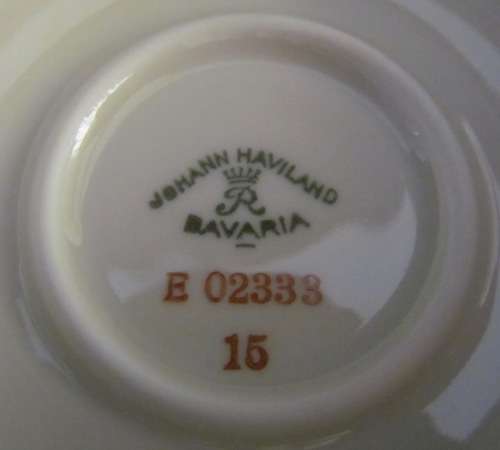 JOHANN HAVILAND
R
BAVARIA
E 02333
15